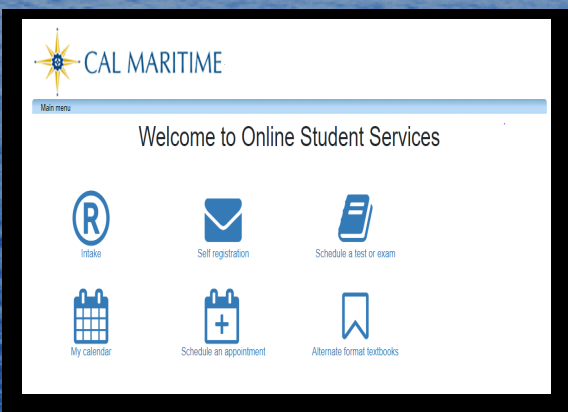 CAL MARITIME
Main menu
Welcome to Online Student Services
R
Intake
Self registration
Schedule a test or exam
My calendar
Schedule an appointment
Alternate format textbooks